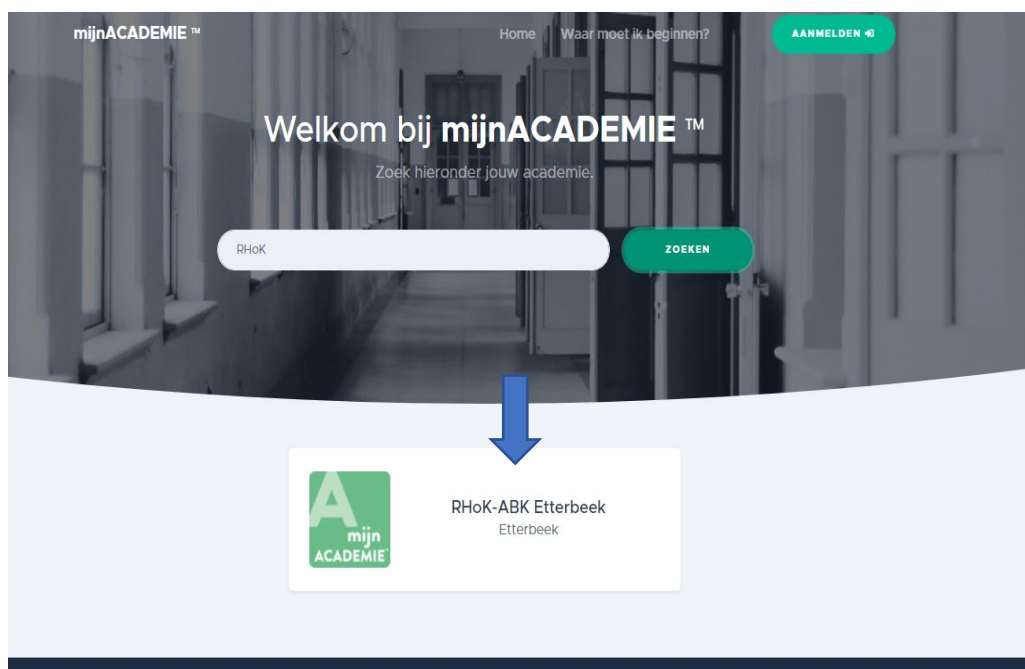 mijnACADEMIE ™
Home
Waar moet ik beginnen?
AANMELDEN
Welkom bij mijnACADEMIE ™
Zoek hieronder jouw academie.
RHoK
ZOEKEN
A
mijn
ACADEMIE™
RHoK-ABK Etterbeek
Etterbeek